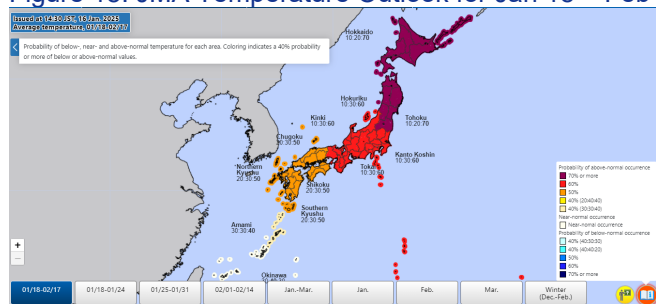 Figure 10: JMA Temperature Outlook for Jan 18 – Feb
Issued at 14:30 JST, 16 Jan. 2025
Average temperature, 01/18-02/17
Probability of below-, near- and above-normal temperature for each area. Coloring indicates a 40% probability
or more of below or above-normal values.
Hokkaido
10:20:70
Hokuriku
10:30:60
Tohoku
10:20:70
Kinki
10:30:60
Chugoku
20:30:50
Kanto Koshin
10:30:60
Tokai
10:30:60
Northern
Kyushu
20:30:50
Shikoku
20:30:50
Southern
Kyushu
20:30:50
Amami
30:30:40
Okinawa
Probability of above-normal occurrence
70% or more
60%
50%
40% (20:40:40)
40% (30:30:40)
Near-normal occurrence
Near-normal occurrence
Probability of below-normal occurrence
40% (40:30:30)
40% (40:40:20)
50%
60%
70% or more
+
−
01/18-02/17
01/18-01/24
01/25-01/31
02/01-02/14
Jan.-Mar.
Jan.
Feb.
Mar.
Winter
(Dec.-Feb.)